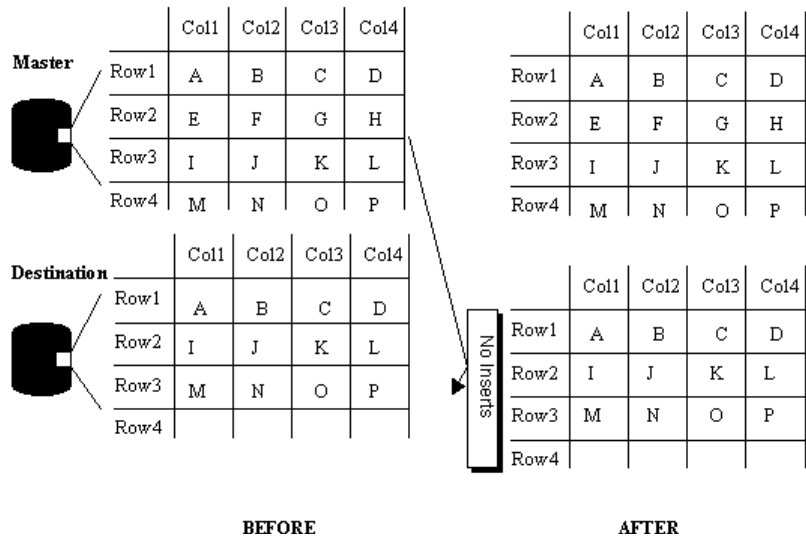 Master
Col1 Col2 Col3 Col4
Row1 A B C D
Row2 E F G H
Row3 I J K L
Row4 M N O P
Col1 Col2 Col3 Col4
Row1 A B C D
Row2 E F G H
Row3 I J K L
Row4 M N O P
Destination
Col1 Col2 Col3 Col4
Row1 A B C D
Row2 I J K L
Row3 M N O P
Row4
No Inserts
Col1 Col2 Col3 Col4
Row1 A B C D
Row2 I J K L
Row3 M N O P
Row4
BEFORE
AFTER